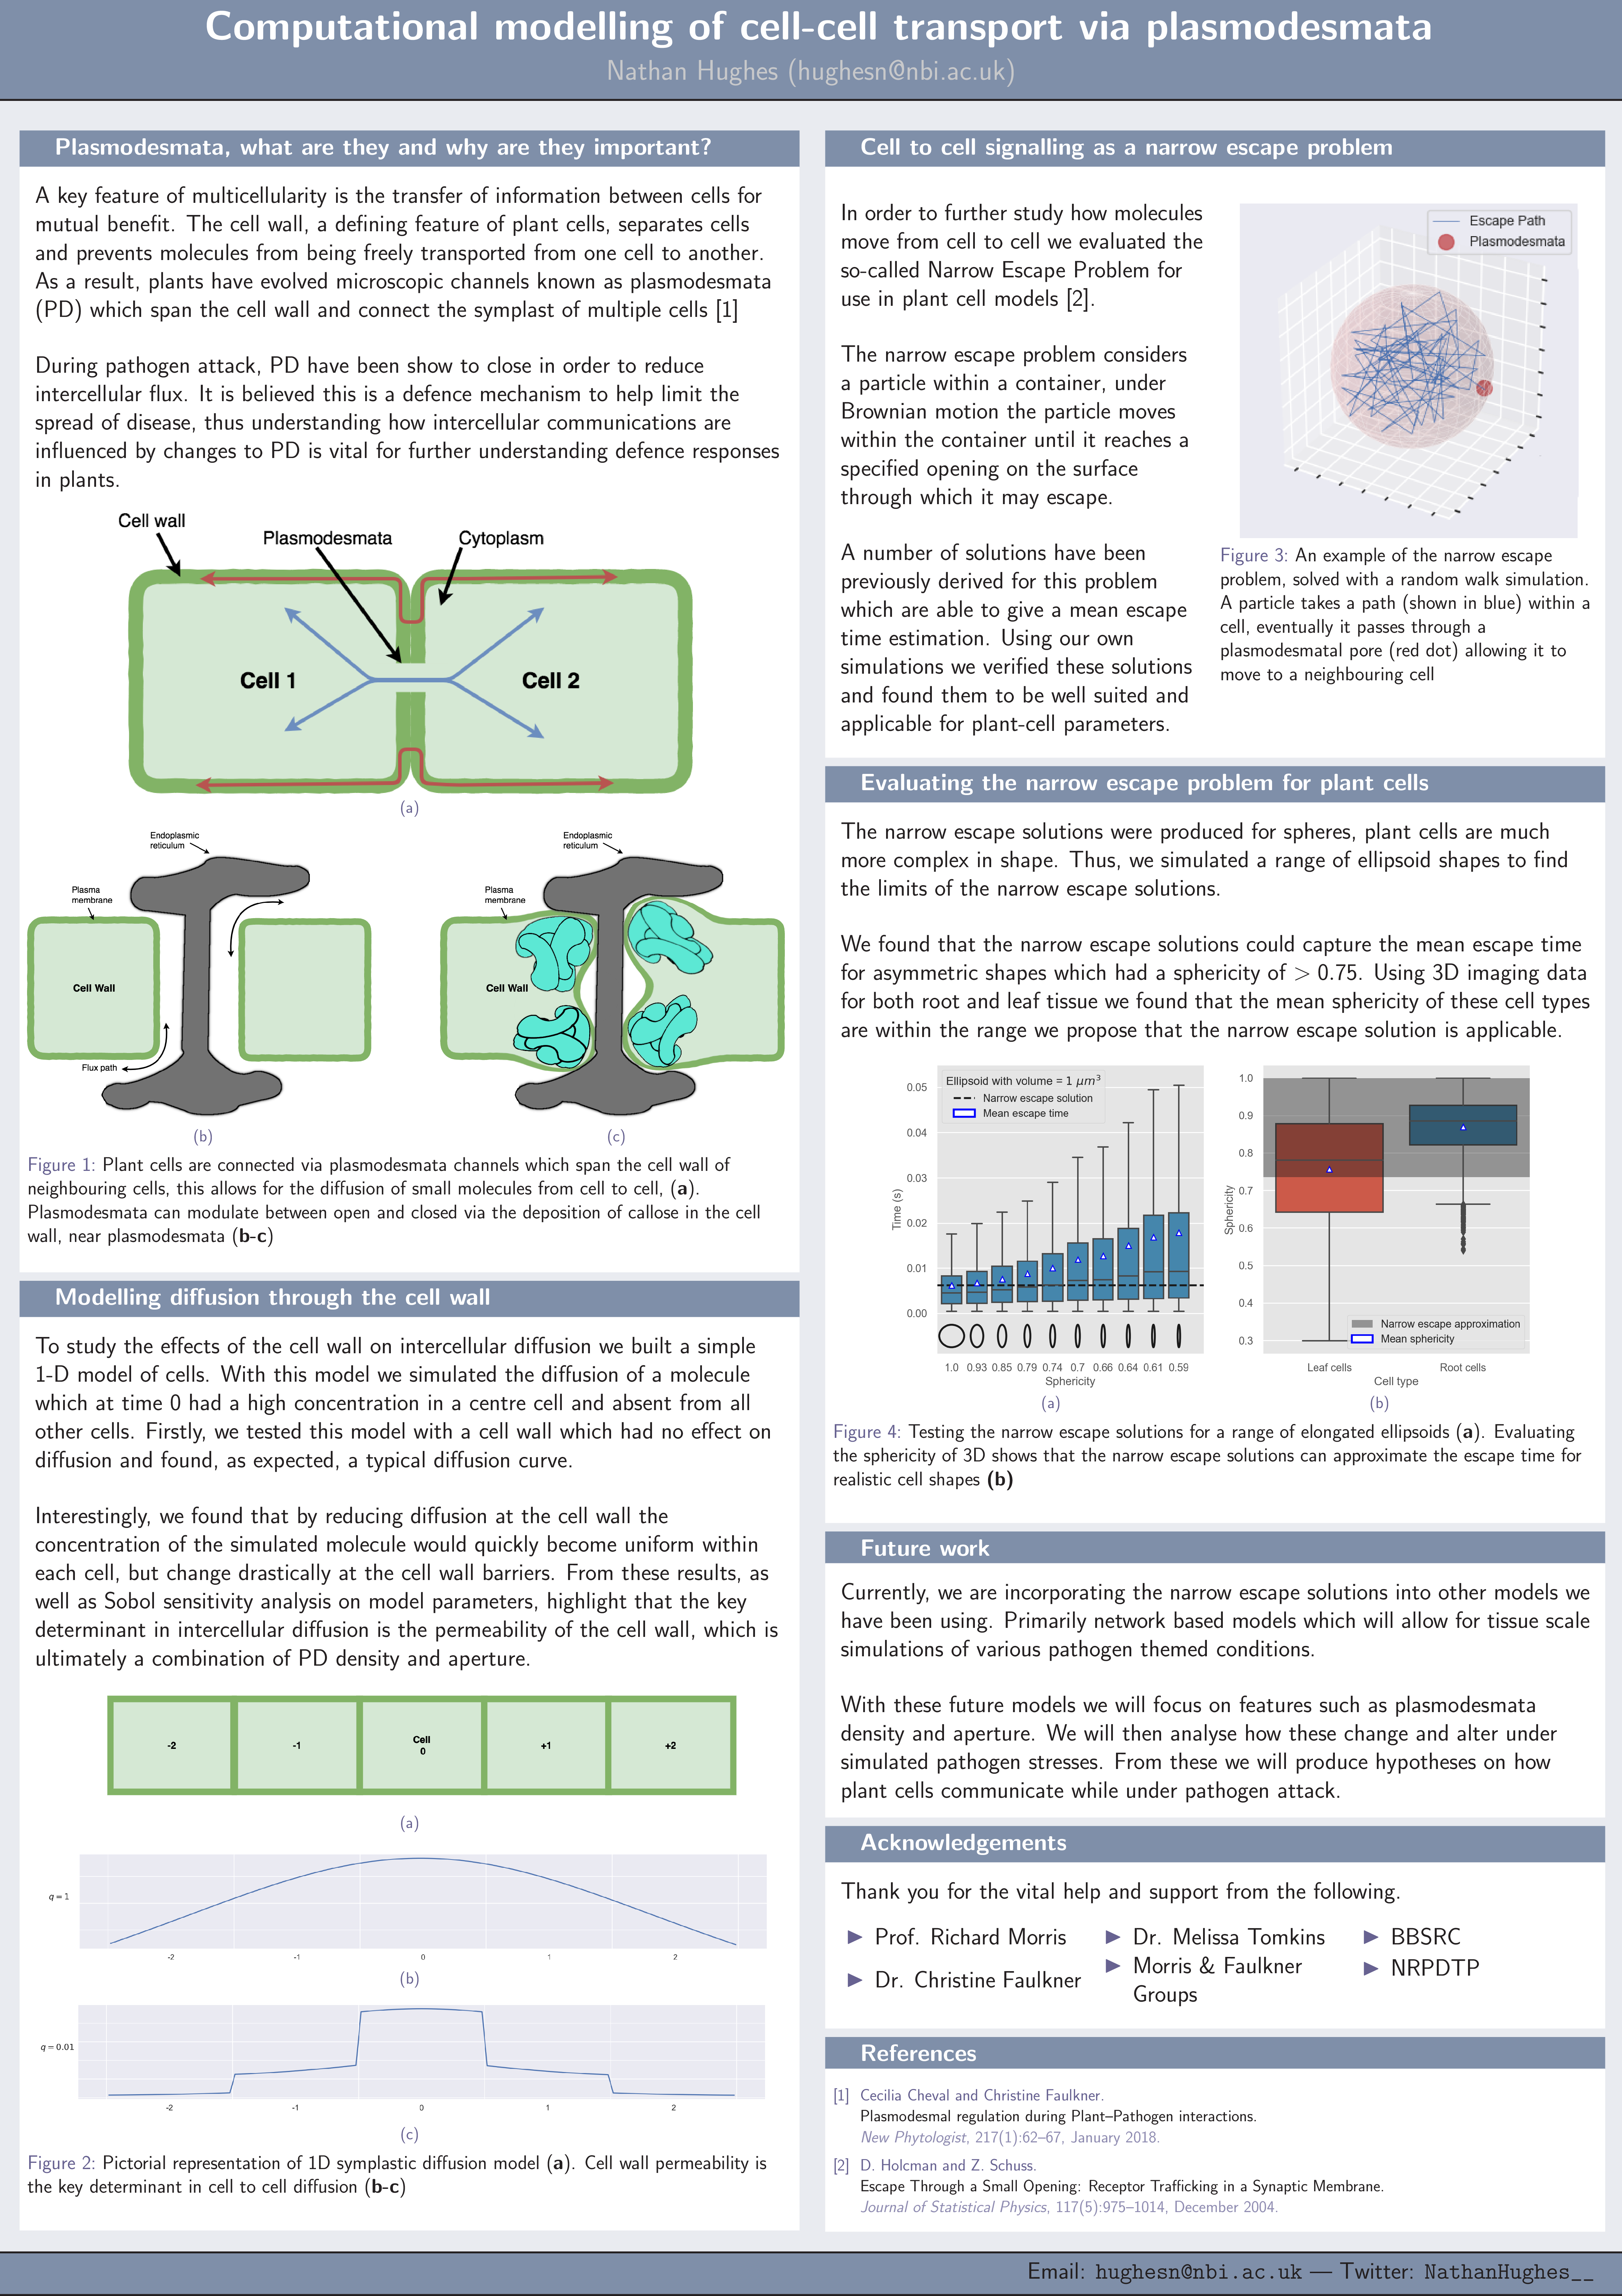 Computational modelling of cell-cell transport via plasmodesmata
Nathan Hughes (hughesn@nbi.ac.uk)
Plasmodesmata, what are they and why are they important?
A key feature of multicellularity is the transfer of information between cells for
mutual benefit. The cell wall, a defining feature of plant cells, separates cells
and prevents molecules from being freely transported from one cell to another.
As a result, plants have evolved microscopic channels known as plasmodesmata
(PD) which span the cell wall and connect the symplast of multiple cells [1]
During pathogen attack, PD have been show to close in order to reduce
intercellular flux. It is believed this is a defence mechanism to help limit the
spread of disease, thus understanding how intercellular communications are
influenced by changes to PD is vital for further understanding defence responses
in plants.
Cell wall
Plasmodesmata
Cytoplasm
Cell 1
Cell 2
(a)
Endoplasmic
reticulum
Plasma
membrane
Cell Wall
Flux path
(b)
Endoplasmic
reticulum
Plasma
membrane
Cell Wall
(c)
Figure 1: Plant cells are connected via plasmodesmata channels which span the cell wall of
neighbouring cells, this allows for the diffusion of small molecules from cell to cell, (a).
Plasmodesmata can modulate between open and closed via the deposition of callose in the cell
wall, near plasmodesmata (b-c)
Modelling diffusion through the cell wall
To study the effects of the cell wall on intercellular diffusion we built a simple
1-D model of cells. With this model we simulated the diffusion of a molecule
which at time 0 had a high concentration in a centre cell and absent from all
other cells. Firstly, we tested this model with a cell wall which had no effect on
diffusion and found, as expected, a typical diffusion curve.
Interestingly, we found that by reducing diffusion at the cell wall the
concentration of the simulated molecule would quickly become uniform within
each cell, but change drastically at the cell wall barriers. From these results, as
well as Sobol sensitivity analysis on model parameters, highlight that the key
determinant in intercellular diffusion is the permeability of the cell wall, which is
ultimately a combination of PD density and aperture.
-2 -1 Cell 0 +1 +2
(a)
q = 1
-2 -1 0 1 2
(b)
q = 0.01
-2 -1 0 1 2
(c)
Figure 2: Pictorial representation of 1D symplastic diffusion model (a). Cell wall permeability is
the key determinant in cell to cell diffusion (b-c)
Cell to cell signalling as a narrow escape problem
In order to further study how molecules
move from cell to cell we evaluated the
so-called Narrow Escape Problem for
use in plant cell models [2].
The narrow escape problem considers
a particle within a container, under
Brownian motion the particle moves
within the container until it reaches a
specified opening on the surface
through which it may escape.
A number of solutions have been
previously derived for this problem
which are able to give a mean escape
time estimation. Using our own
simulations we verified these solutions
and found them to be well suited and
applicable for plant-cell parameters.
Escape Path
Plasmodesmata
Figure 3: An example of the narrow escape
problem, solved with a random walk simulation.
A particle takes a path (shown in blue) within a
cell, eventually it passes through a
plasmodesmatal pore (red dot) allowing it to
move to a neighbouring cell
Evaluating the narrow escape problem for plant cells
The narrow escape solutions were produced for spheres, plant cells are much
more complex in shape. Thus, we simulated a range of ellipsoid shapes to find
the limits of the narrow escape solutions.
We found that the narrow escape solutions could capture the mean escape time
for asymmetric shapes which had a sphericity of > 0.75. Using 3D imaging data
for both root and leaf tissue we found that the mean sphericity of these cell types
are within the range we propose that the narrow escape solution is applicable.
Ellipsoid with volume = 1 μm³
Narrow escape solution
Mean escape time
Time (s)
0.05
0.04
0.03
0.02
0.01
0.00
1.0 0.93 0.85 0.79 0.74 0.7 0.66 0.64 0.61 0.59
Sphericity
(a)
Sphericity
1.0
0.9
0.8
0.7
0.6
0.5
0.4
0.3
Narrow escape approximation
Mean sphericity
Leaf cells Root cells
Cell type
(b)
Figure 4: Testing the narrow escape solutions for a range of elongated ellipsoids (a). Evaluating
the sphericity of 3D shows that the narrow escape solutions can approximate the escape time for
realistic cell shapes (b)
Future work
Currently, we are incorporating the narrow escape solutions into other models we
have been using. Primarily network based models which will allow for tissue scale
simulations of various pathogen themed conditions.
With these future models we will focus on features such as plasmodesmata
density and aperture. We will then analyse how these change and alter under
simulated pathogen stresses. From these we will produce hypotheses on how
plant cells communicate while under pathogen attack.
Acknowledgements
Thank you for the vital help and support from the following.
Prof. Richard Morris
Dr. Christine Faulkner
Dr. Melissa Tomkins
Morris & Faulkner
Groups
BBSRC
NRPDTP
References
[1] Cecilia Cheval and Christine Faulkner.
Plasmodesmal regulation during Plant–Pathogen interactions.
New Phytologist, 217(1):62–67, January 2018.
[2] D. Holcman and Z. Schuss.
Escape Through a Small Opening: Receptor Trafficking in a Synaptic Membrane.
Journal of Statistical Physics, 117(5):975–1014, December 2004.
Email: hughesn@nbi.ac.uk — Twitter: NathanHughes__